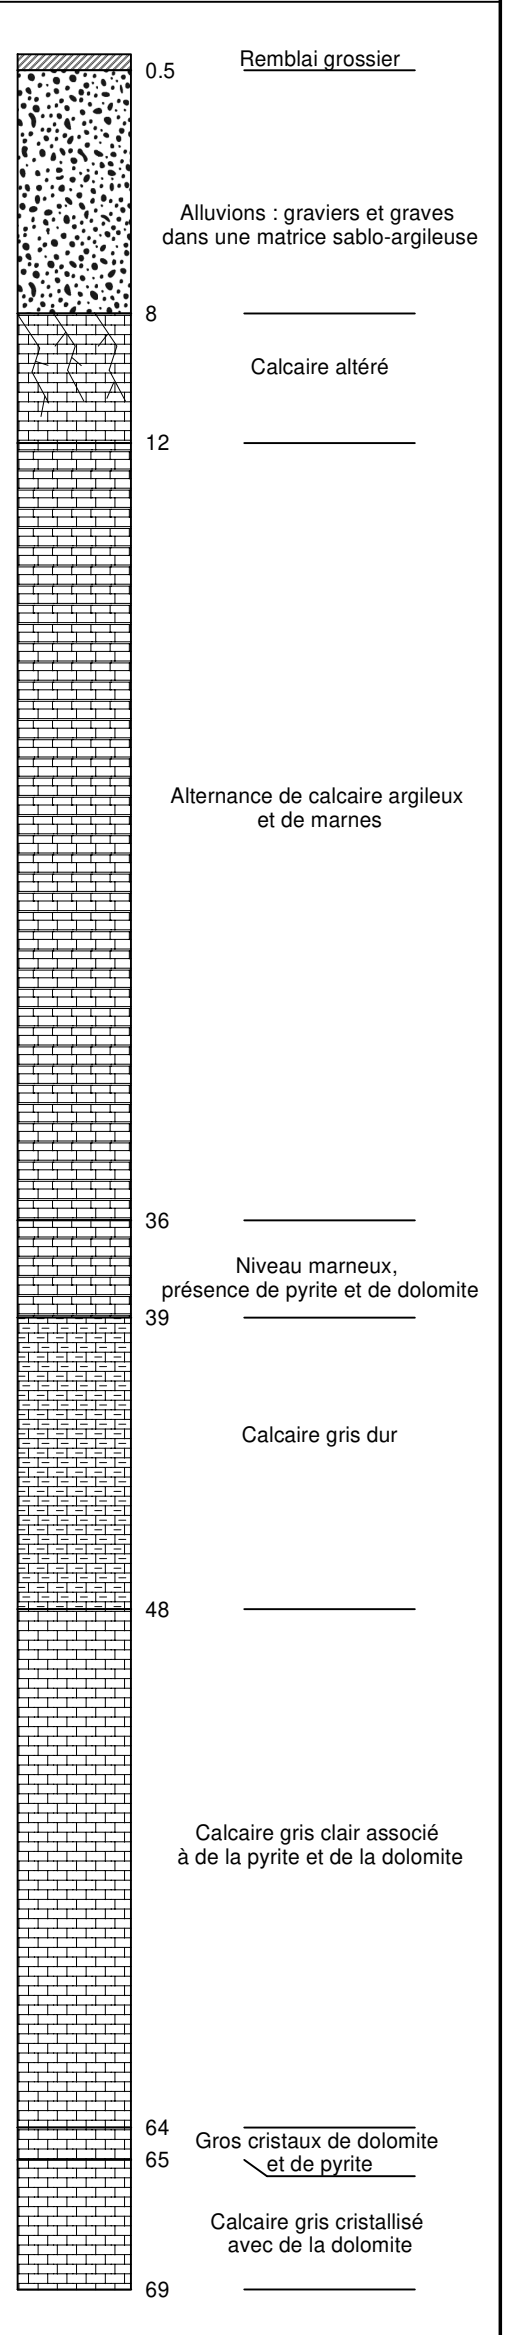 Remblai grossier
0.5
Alluvions : graviers et graves
dans une matrice sablo-argileuse
8
Calcaire altéré
12
Alternance de calcaire argileux
et de marnes
36
Niveau marneux,
présence de pyrite et de dolomite
39
Calcaire gris dur
48
Calcaire gris clair associé
à de la pyrite et de la dolomite
64
Gros cristaux de dolomite
et de pyrite
65
Calcaire gris cristallisé
avec de la dolomite
69